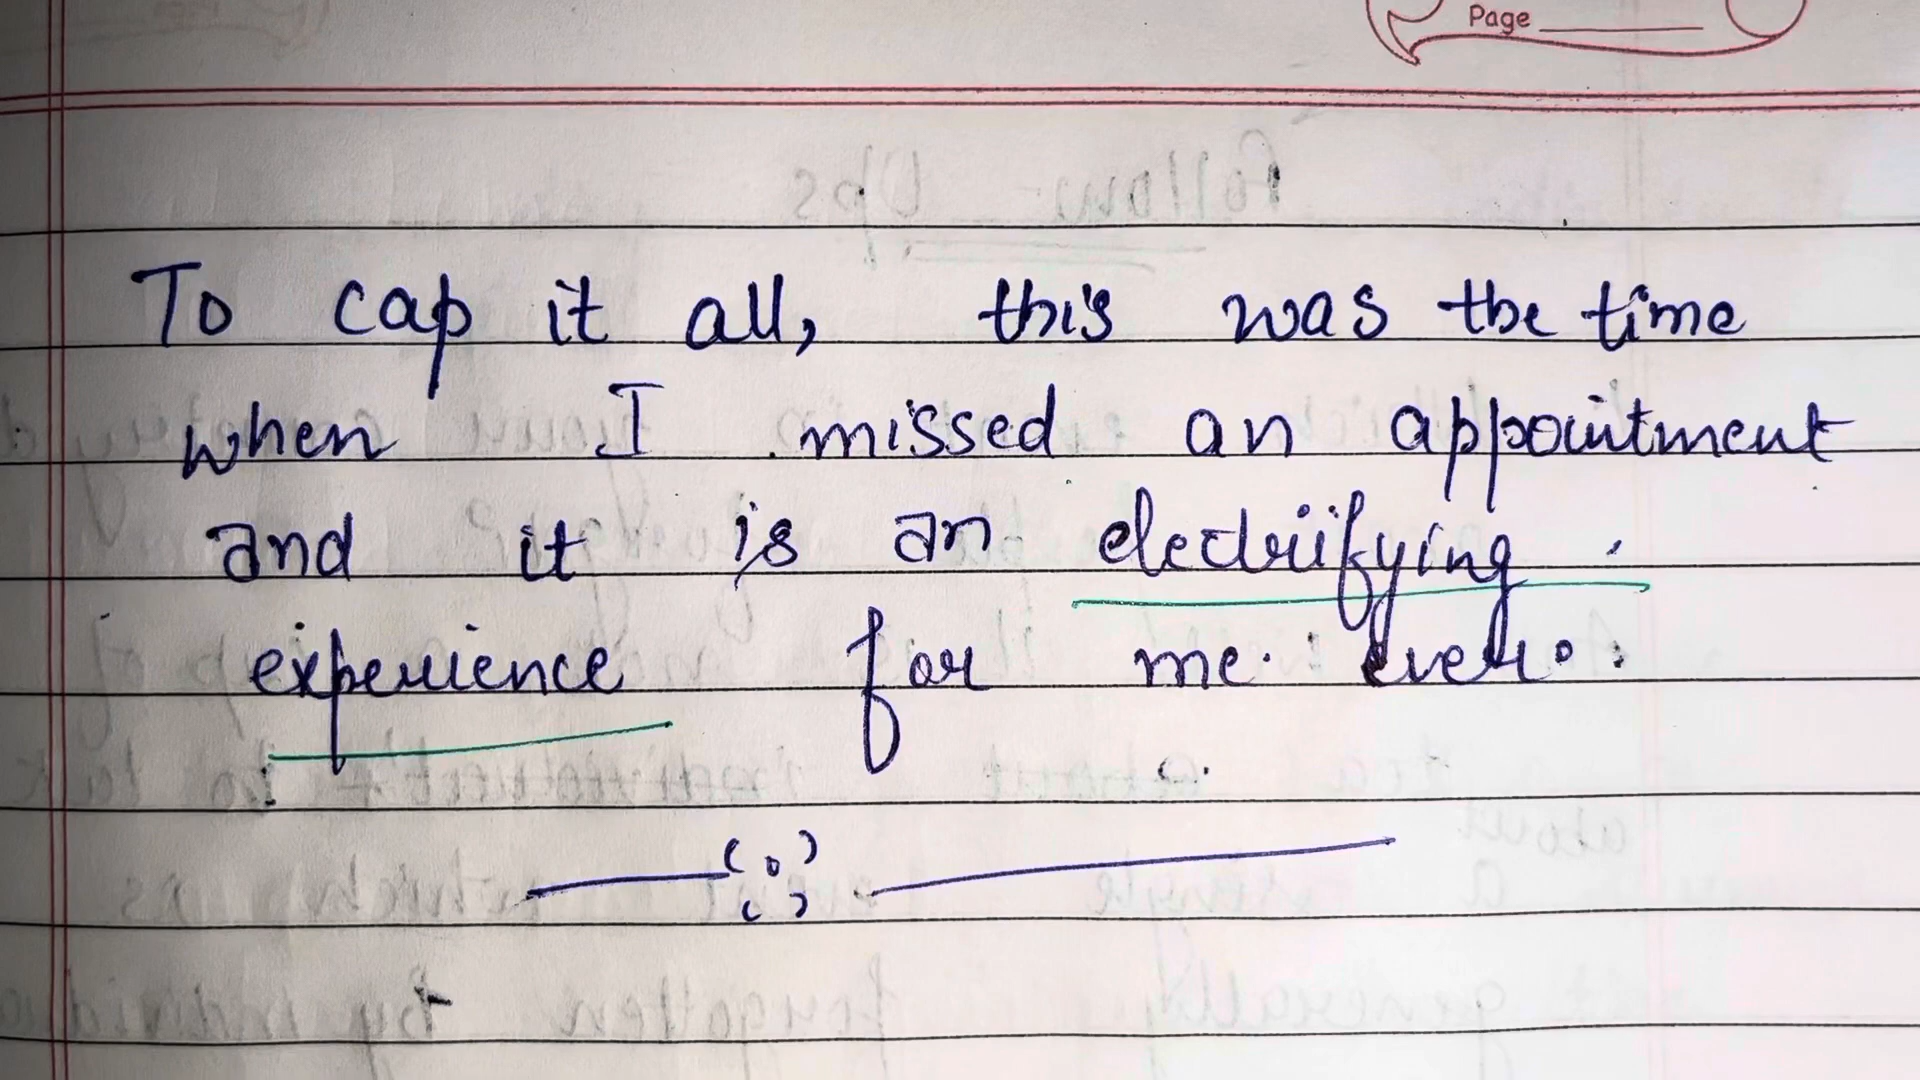 Page
To cap it all, this was the time
when I missed an appointment
and it is an electriifying
experience for me. ever.